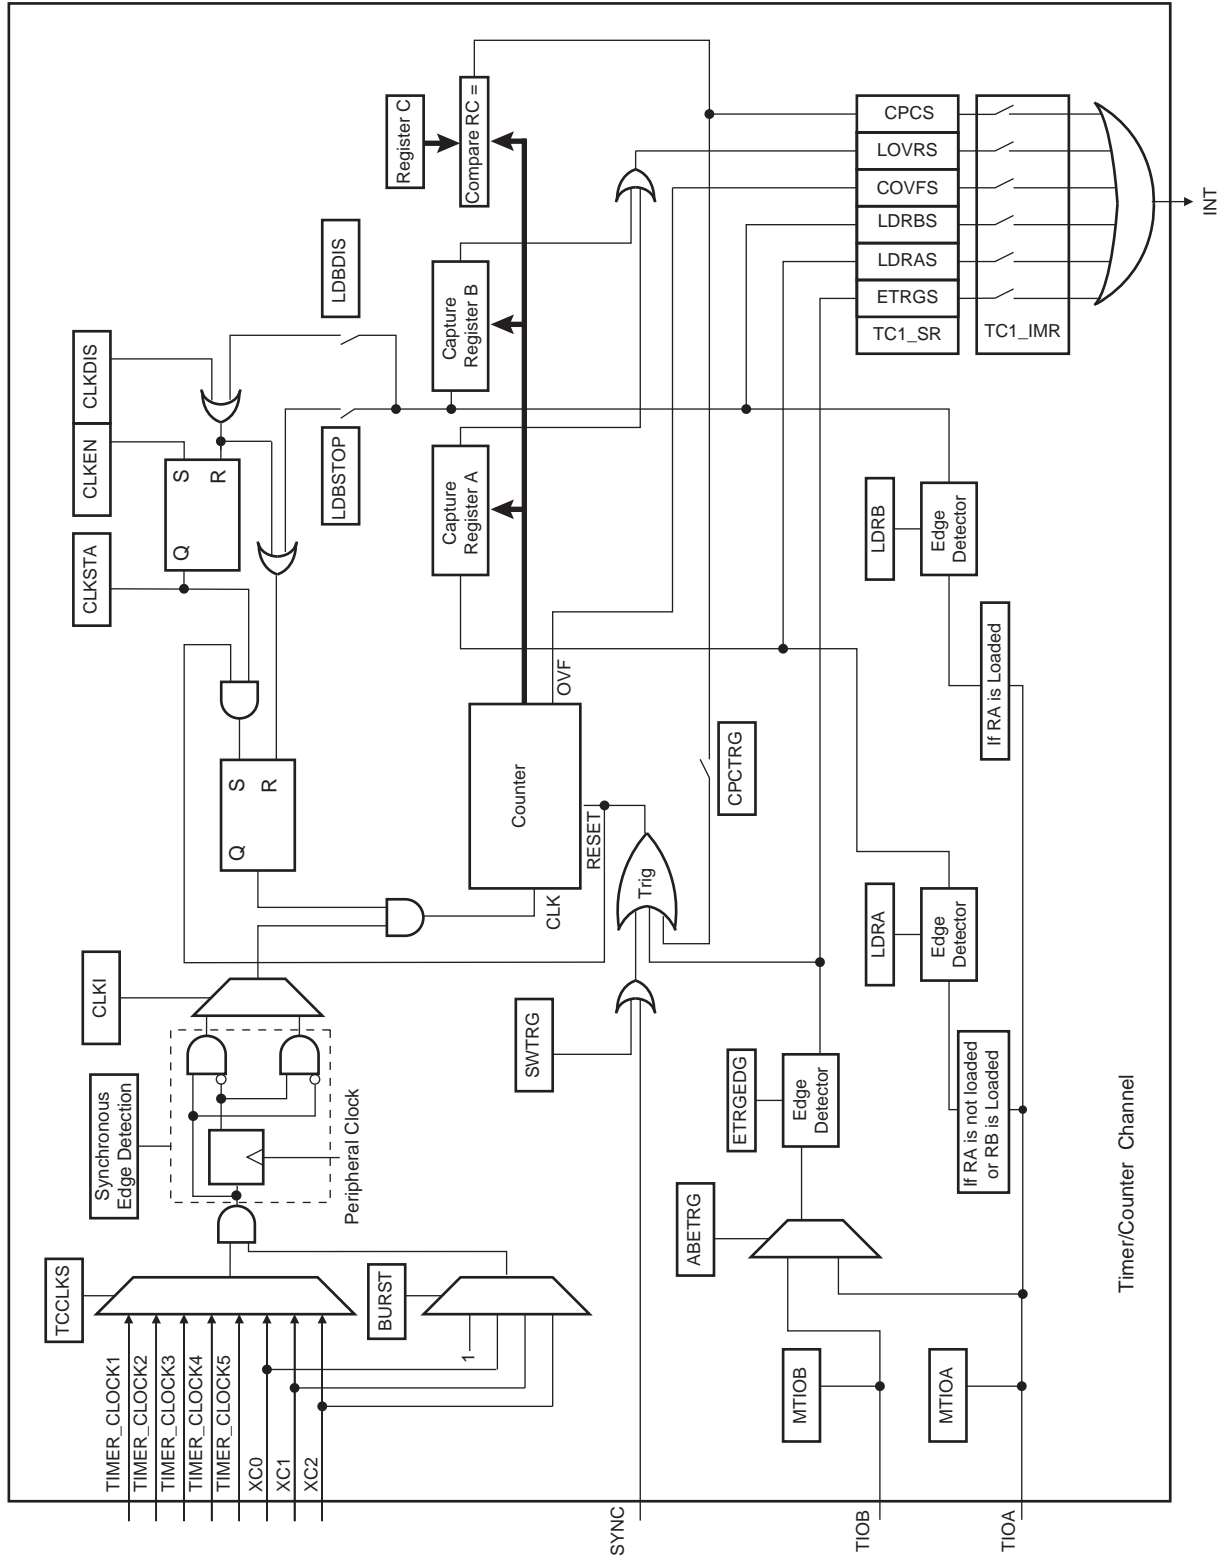 TCCLKS
TIMER_CLOCK1
TIMER_CLOCK2
TIMER_CLOCK3
TIMER_CLOCK4
TIMER_CLOCK5
XC0
XC1
XC2
Synchronous
Edge Detection
CLKI
CLKSTA
CLKEN
CLKDIS
Q
S
R
Q
S
R
BURST
1
Peripheral Clock
LDBSTOP
LDBDIS
Register C
Capture
Register A
Capture
Register B
Compare RC =
Counter
CLK
OVF
RESET
SYNC
SWTRG
Trig
CPCTRG
ABETRG
ETRGEDG
Edge
Detector
MTIOB
TIOB
MTIOA
TIOA
LDRA
Edge
Detector
If RA is not loaded
or RB is Loaded
LDRB
Edge
Detector
If RA is Loaded
CPCS
LOVRS
COVFS
LDRBS
LDRAS
ETRGS
TC1_SR
TC1_IMR
INT
Timer/Counter Channel